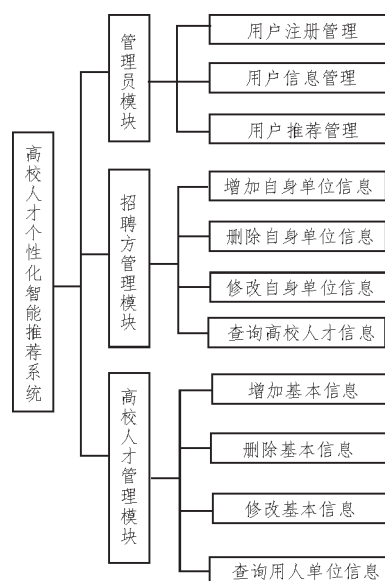 高校人才个性化智能推荐系统
管理员模块
用户注册管理
用户信息管理
用户推荐管理
招聘方管理模块
增加自身单位信息
删除自身单位信息
修改自身单位信息
查询高校人才信息
高校人才管理模块
增加基本信息
删除基本信息
修改基本信息
查询用人单位信息